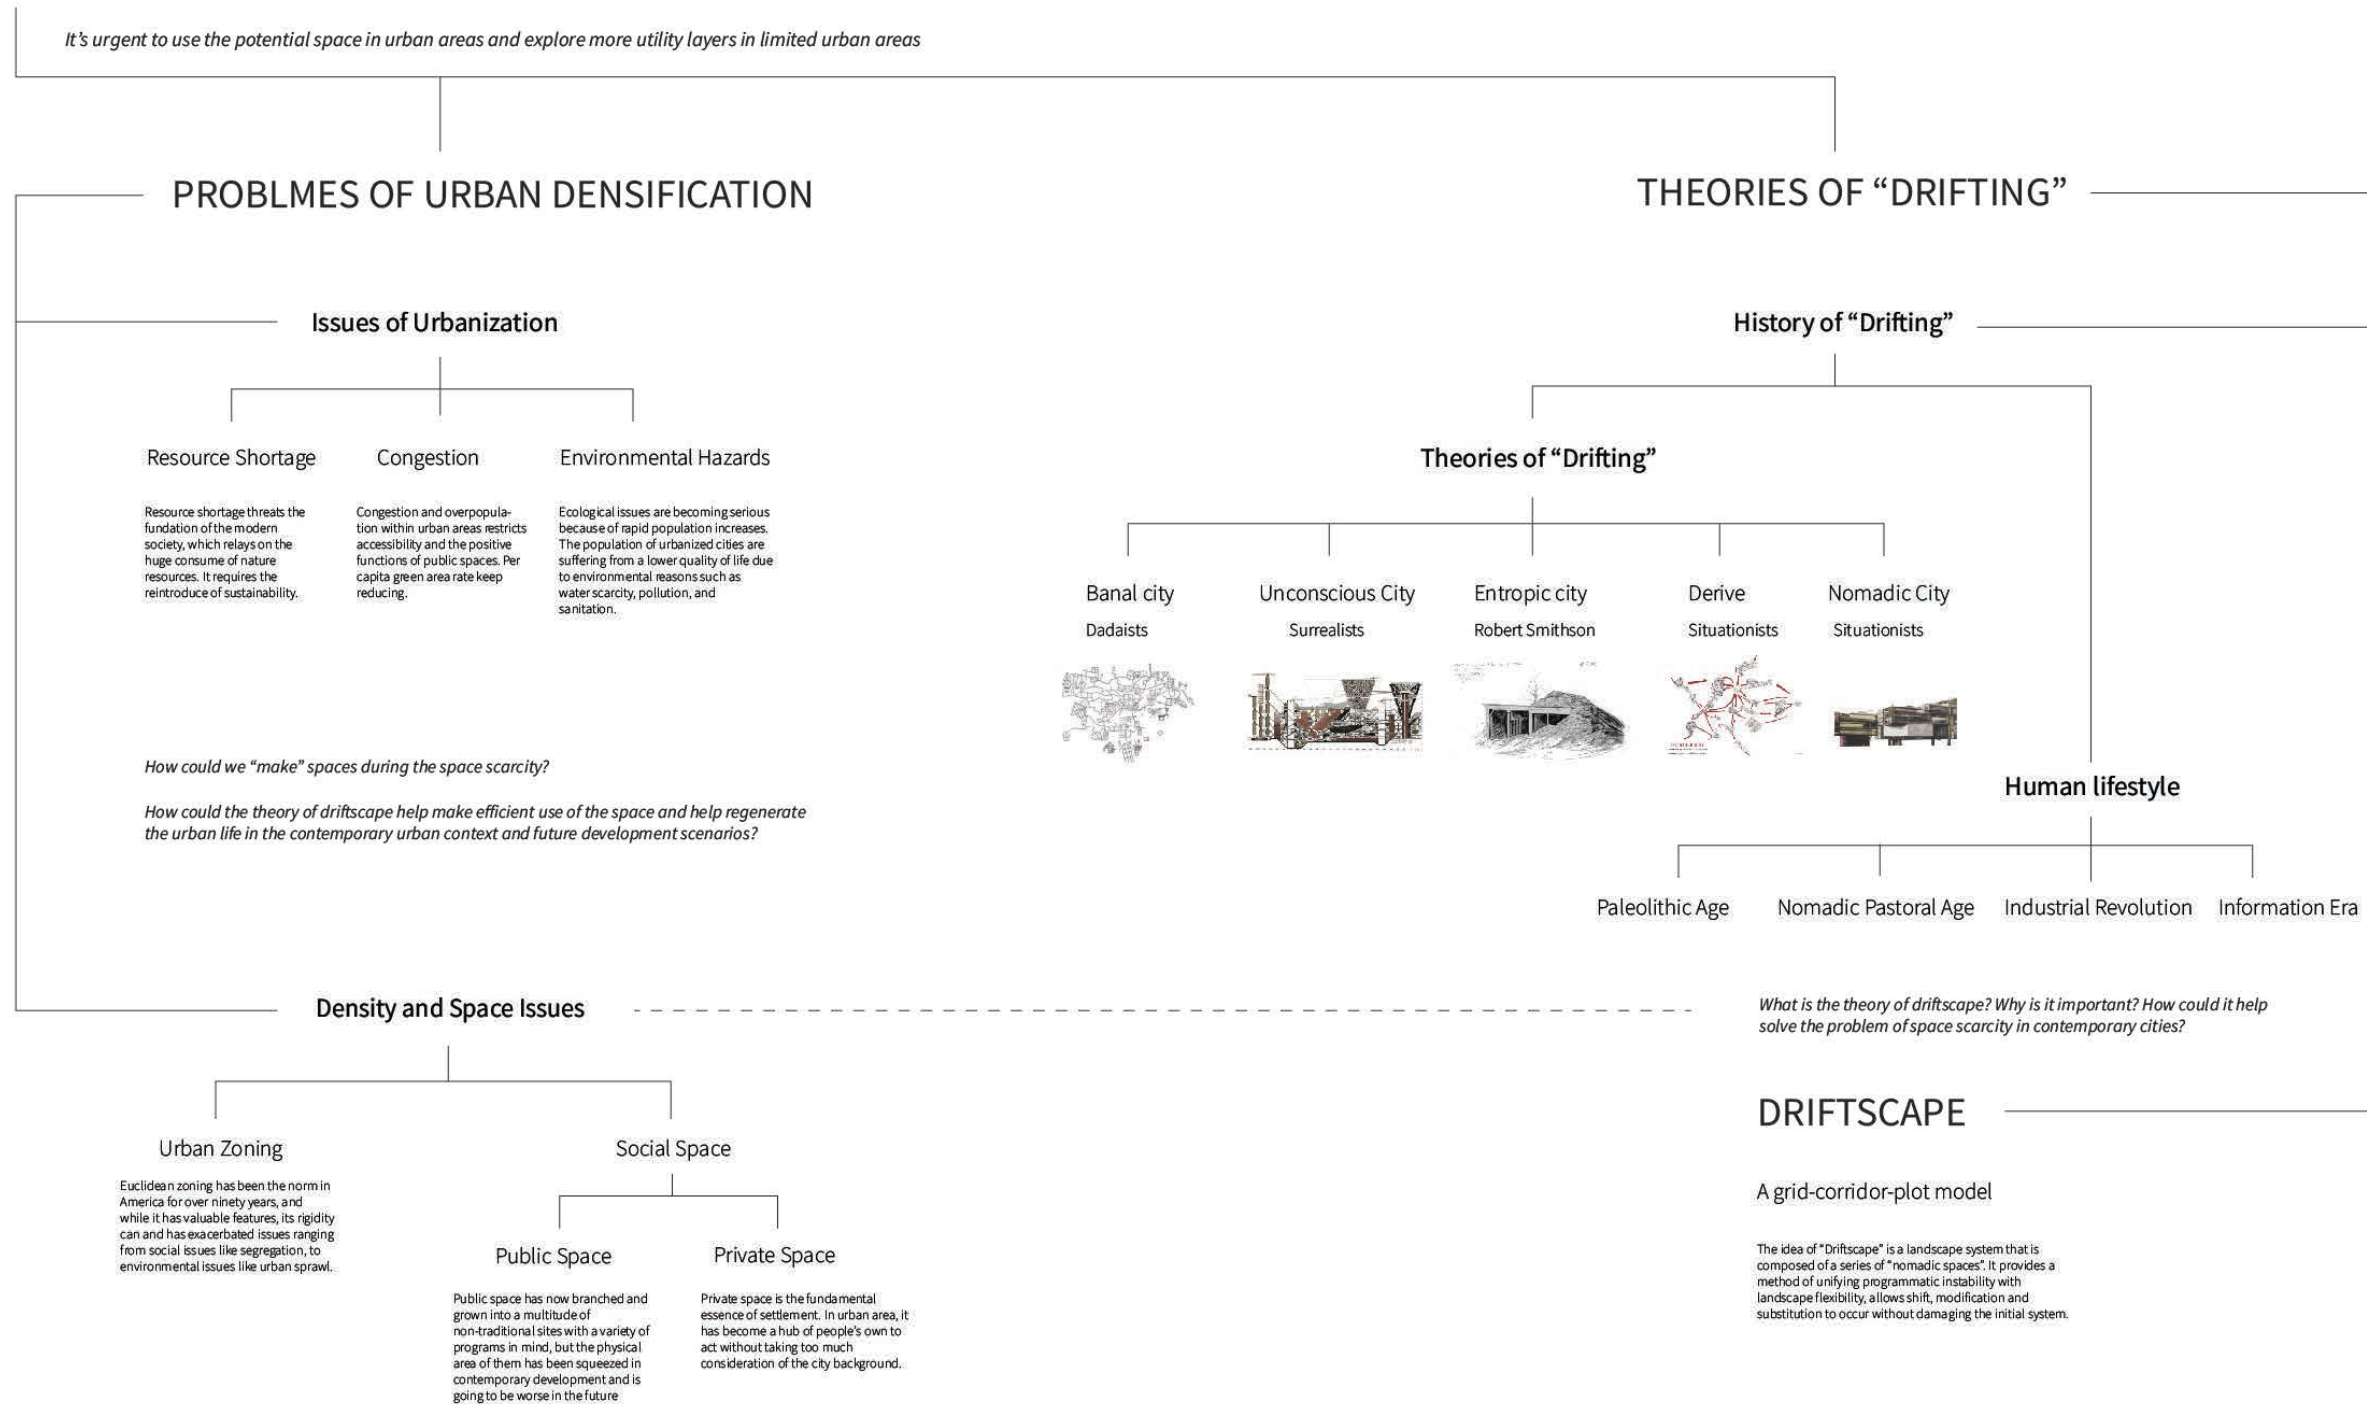 It's urgent to use the potential space in urban areas and explore more utility layers in limited urban areas
PROBLMES OF URBAN DENSIFICATION
Issues of Urbanization
Resource Shortage
Resource shortage threats the
fundation of the modern
society, which relays on the
huge consume of nature
resources. It requires the
reintroduce of sustainability.
Congestion
Congestion and overpopula-
tion within urban areas restricts
accessibility and the positive
functions of public spaces. Per
capita green area rate keep
reducing.
Environmental Hazards
Ecological issues are becoming serious
because of rapid population increases.
The population of urbanized cities are
suffering from a lower quality of life due
to environmental reasons such as
water scarcity, pollution, and
sanitation.
How could we “make” spaces during the space scarcity?
How could the theory of driftscape help make efficient use of the space and help regenerate
the urban life in the contemporary urban context and future development scenarios?
Density and Space Issues
Urban Zoning
Euclidean zoning has been the norm in
America for over ninety years, and
while it has valuable features, its rigidity
can and has exacerbated issues ranging
from social issues like segregation, to
environmental issues like urban sprawl.
Social Space
Public Space
Public space has now branched and
grown into a multitude of
non-traditional sites with a variety of
programs in mind, but the physical
area of them has been squeezed in
contemporary development and is
going to be worse in the future
Private Space
Private space is the fundamental
essence of settlement. In urban area, it
has become a hub of people's own to
act without taking too much
consideration of the city background.
THEORIES OF “DRIFTING”
History of “Drifting”
Theories of “Drifting”
Banal city
Dadaists
Unconscious City
Surrealists
Entropic city
Robert Smithson
Derive
Situationists
Nomadic City
Situationists
Human lifestyle
Paleolithic Age
Nomadic Pastoral Age
Industrial Revolution
Information Era
What is the theory of driftscape? Why is it important? How could it help
solve the problem of space scarcity in contemporary cities?
DRIFTSCAPE
A grid-corridor-plot model
The idea of “Driftscape” is a landscape system that is
composed of a series of “nomadic spaces”. It provides a
method of unifying programmatic instability with
landscape flexibility, allows shift, modification and
substitution to occur without damaging the initial system.